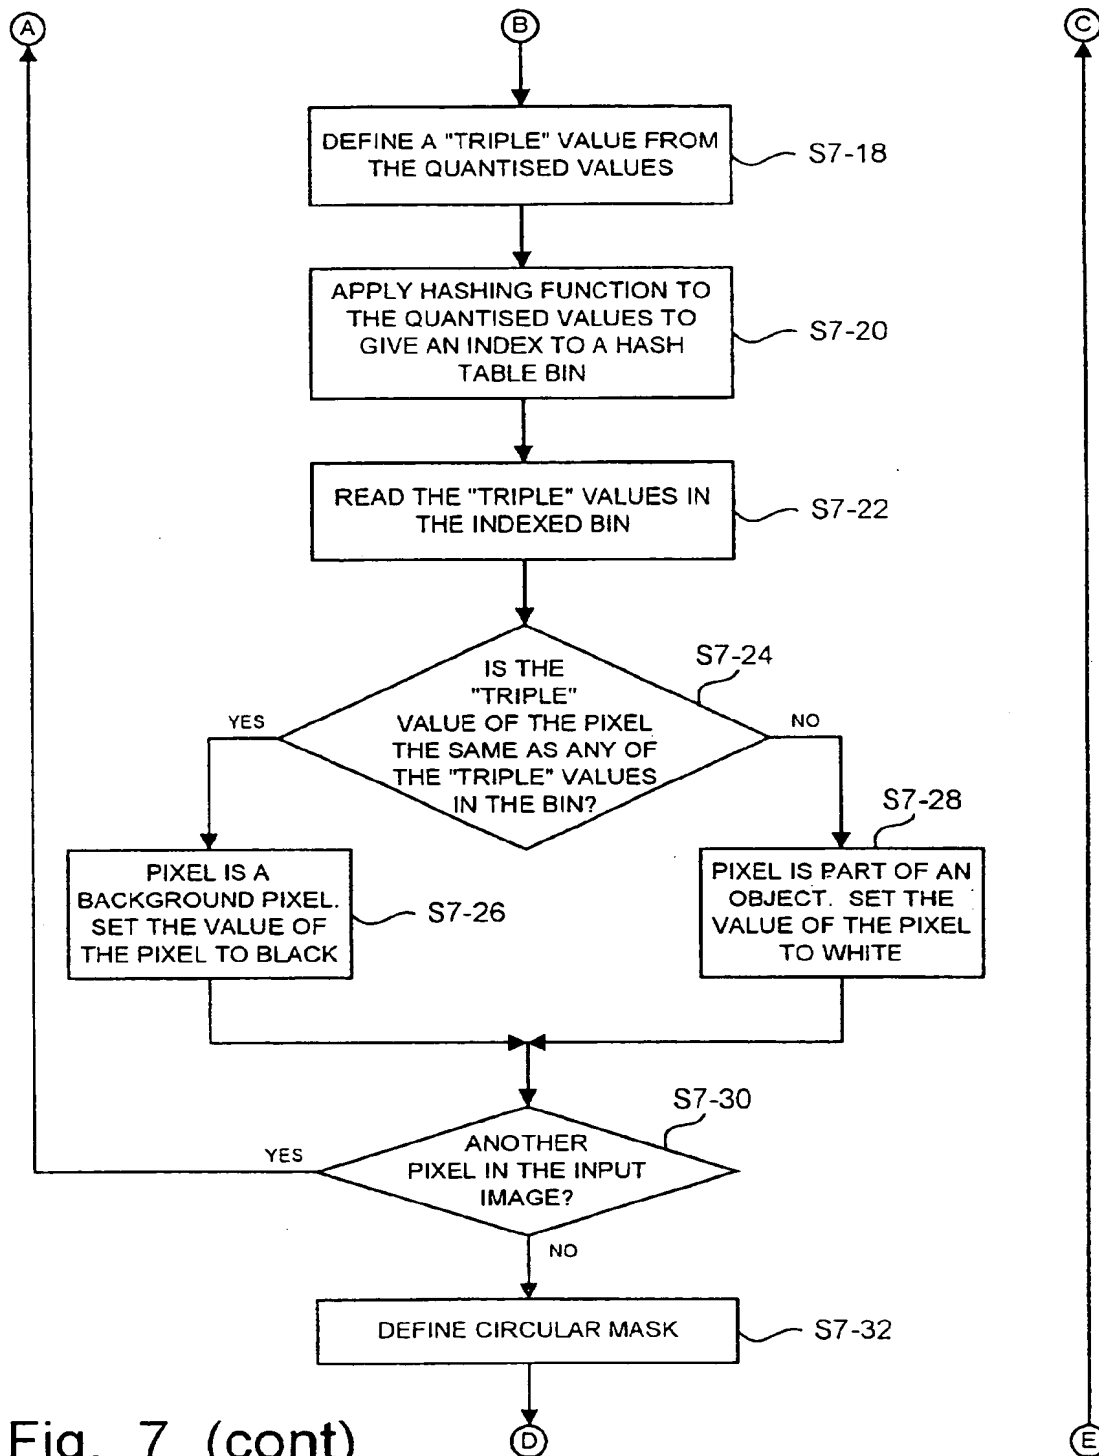 A
B
C
DEFINE A "TRIPLE" VALUE FROM
THE QUANTISED VALUES
S7-18
APPLY HASHING FUNCTION TO
THE QUANTISED VALUES TO
GIVE AN INDEX TO A HASH
TABLE BIN
S7-20
READ THE "TRIPLE" VALUES IN
THE INDEXED BIN
S7-22
IS THE
"TRIPLE"
VALUE OF THE PIXEL
THE SAME AS ANY OF
THE "TRIPLE" VALUES
IN THE BIN?
S7-24
YES
NO
PIXEL IS A
BACKGROUND PIXEL.
SET THE VALUE OF
THE PIXEL TO BLACK
S7-26
S7-28
PIXEL IS PART OF AN
OBJECT. SET THE
VALUE OF THE PIXEL
TO WHITE
S7-30
ANOTHER
PIXEL IN THE INPUT
IMAGE?
YES
NO
DEFINE CIRCULAR MASK
S7-32
Fig. 7 (cont)
D
E